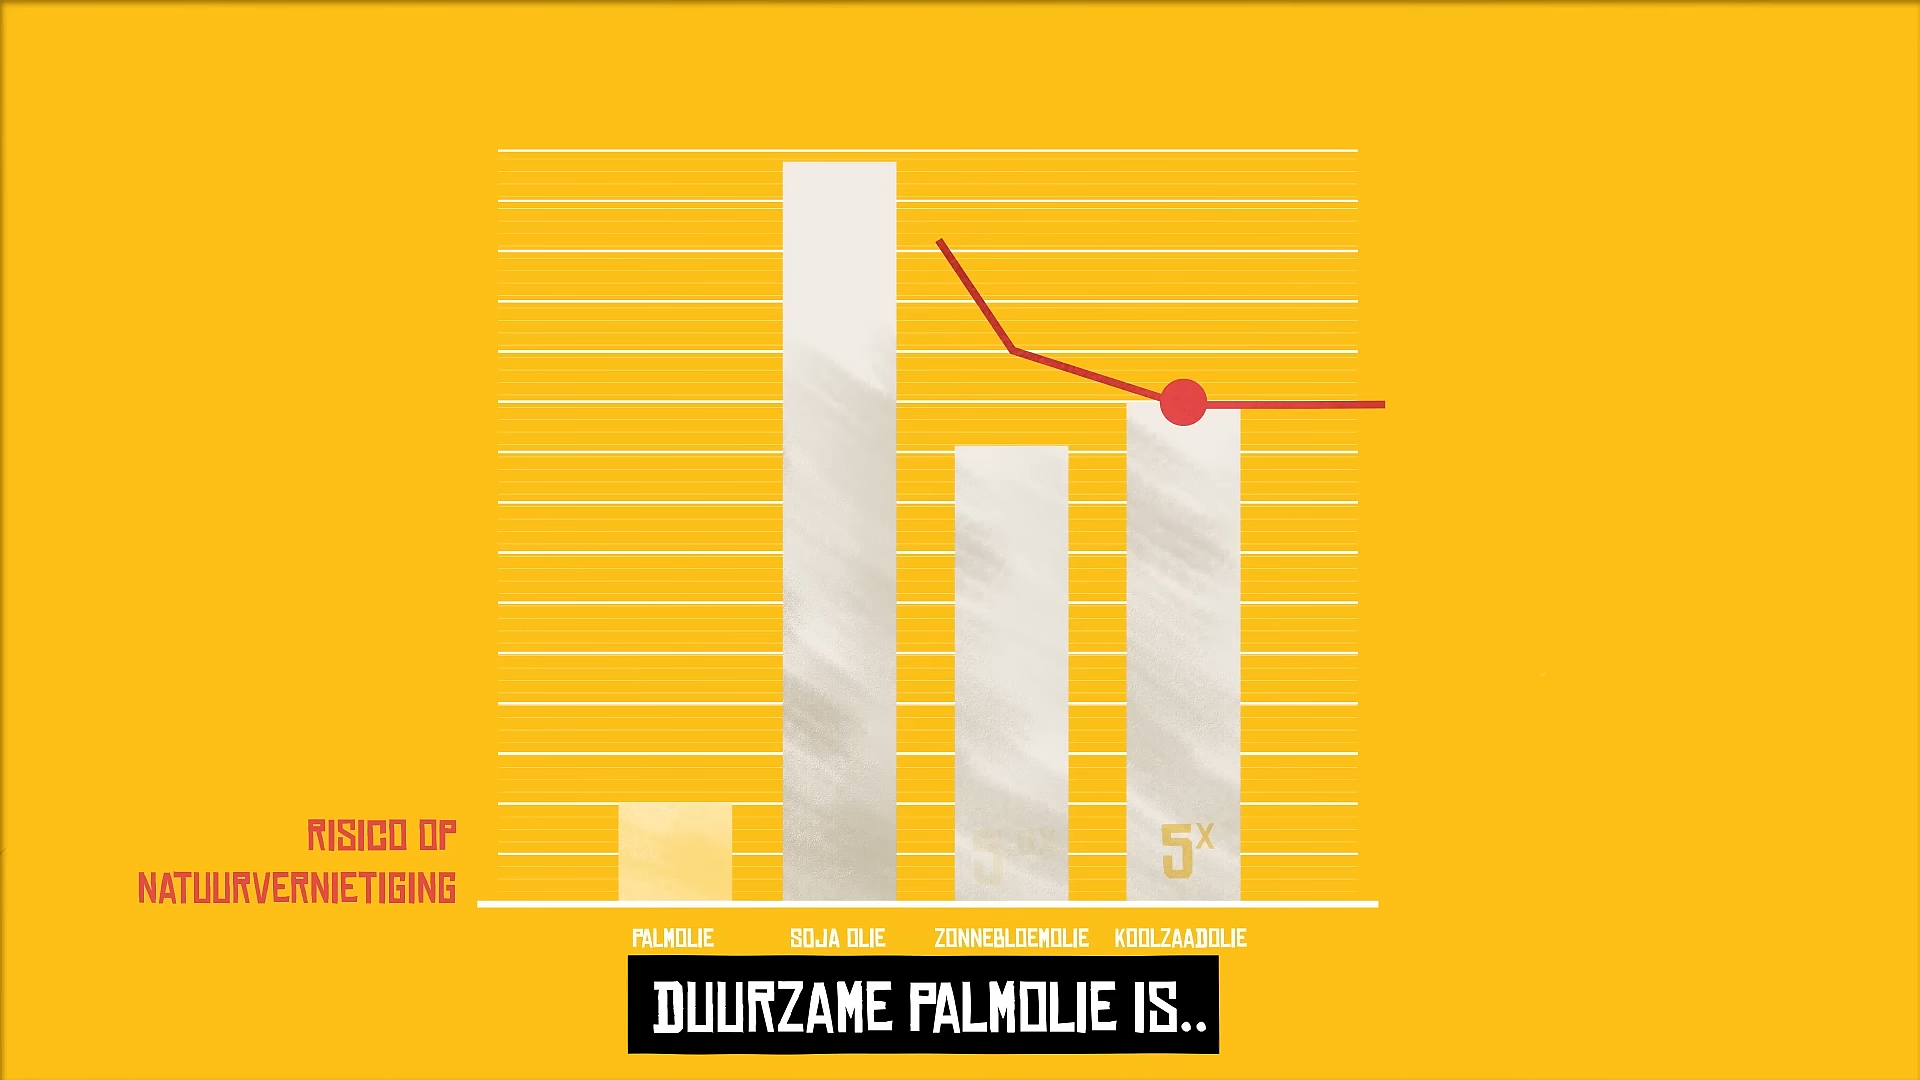 5X
RISICO OP
NATUURVERNIETIGING
PALMOLIE SOJA OLIE ZONNEBLOEMOLIE KOOLZAADOLIE
DUURZAME PALMOLIE IS..